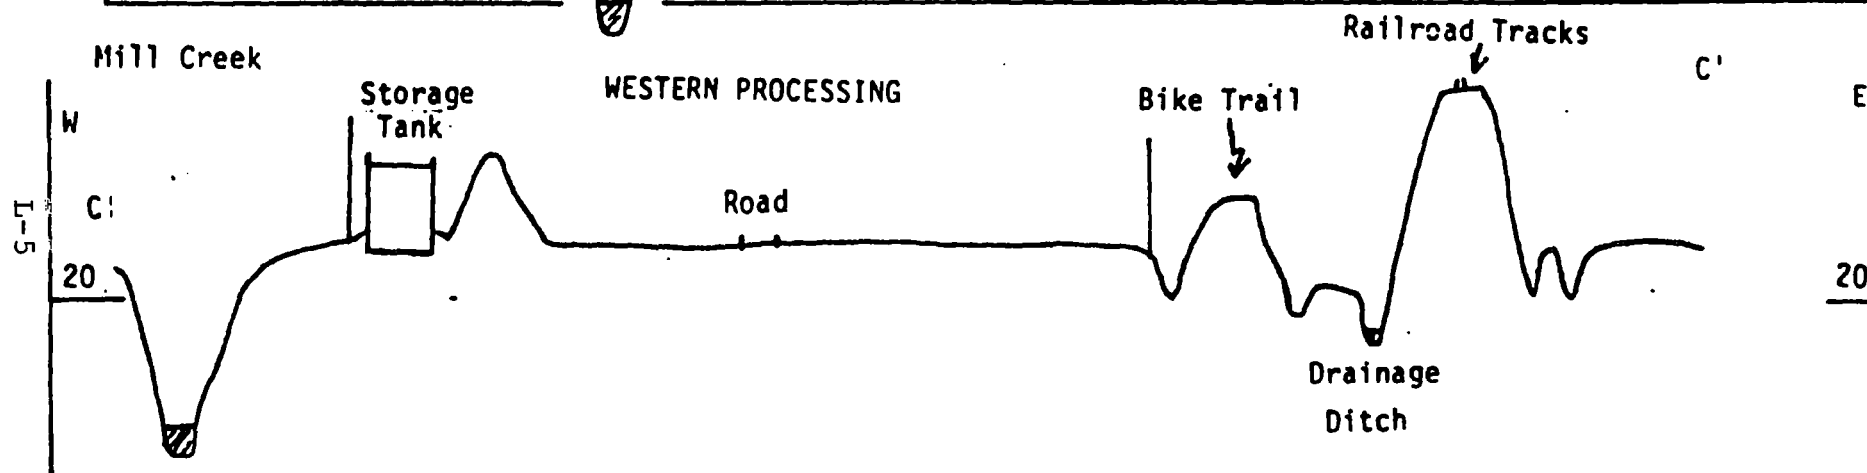 Railroad Tracks
Mill Creek
C'
WESTERN PROCESSING
Storage
Tank
Bike Trail
E
W
C
Road
L-5
20
20
Drainage
Ditch